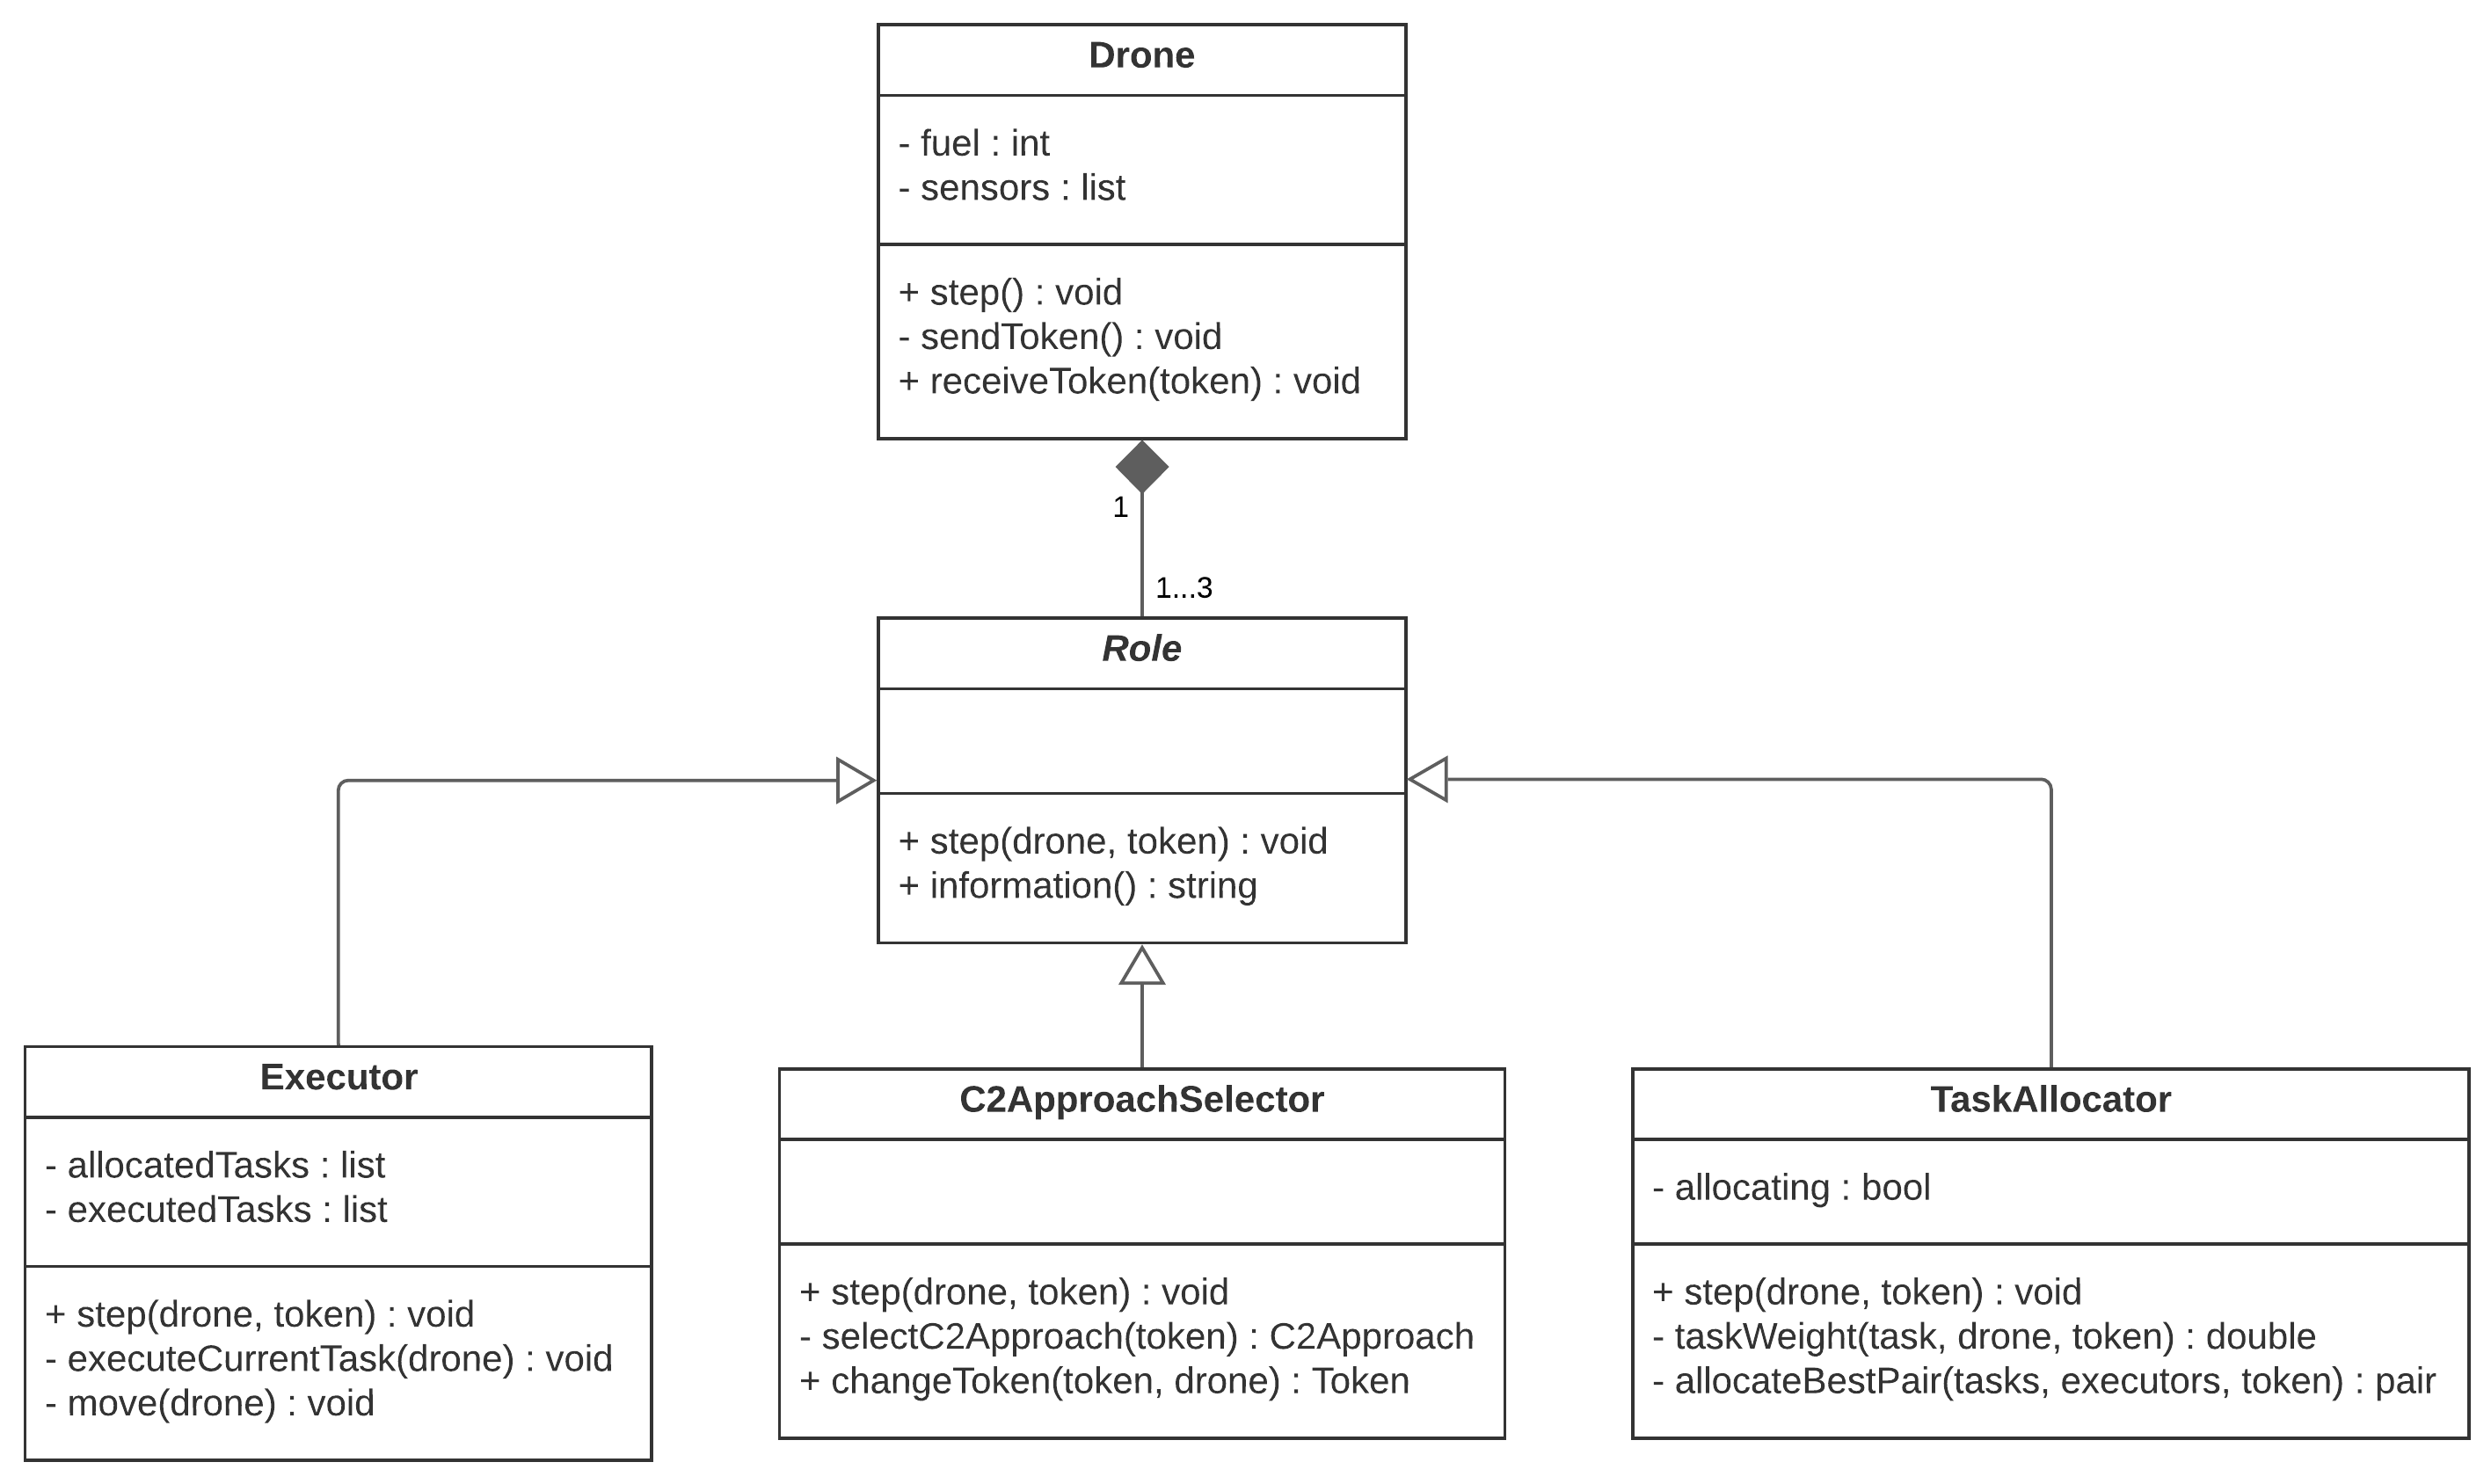 Drone
- fuel : int
- sensors : list
+ step() : void
- sendToken() : void
+ receiveToken(token) : void
1
1...3
Role
+ step(drone, token) : void
+ information() : string
Executor
- allocatedTasks : list
- executedTasks : list
+ step(drone, token) : void
- executeCurrentTask(drone) : void
- move(drone) : void
C2ApproachSelector
+ step(drone, token) : void
- selectC2Approach(token) : C2Approach
+ changeToken(token, drone) : Token
TaskAllocator
- allocating : bool
+ step(drone, token) : void
- taskWeight(task, drone, token) : double
- allocateBestPair(tasks, executors, token) : pair